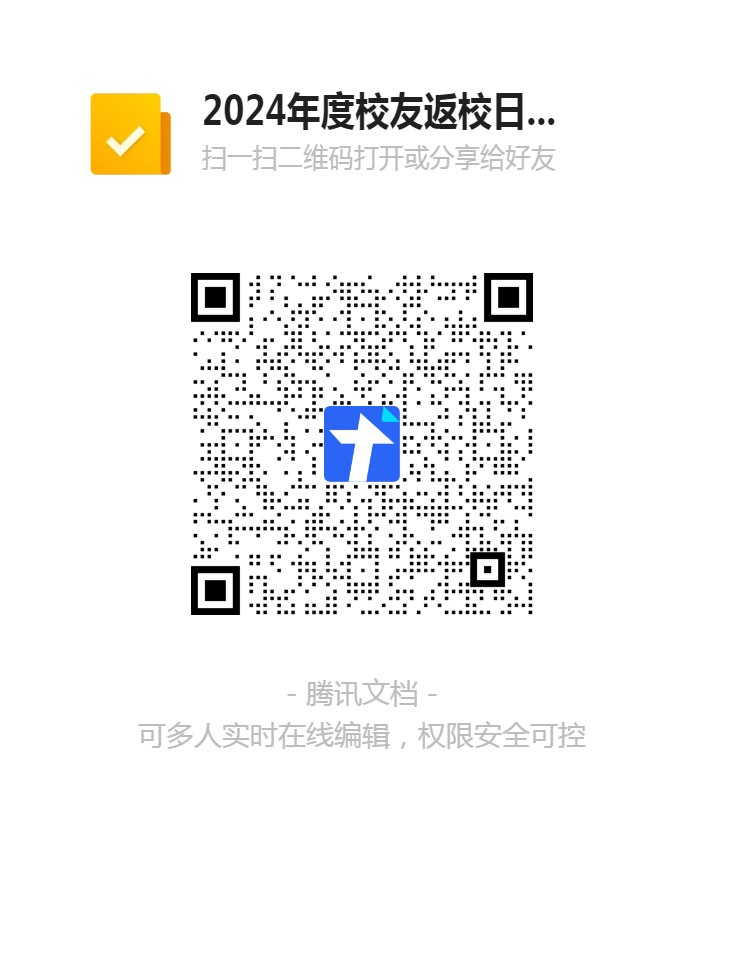 2024年度校友返校日...
扫一扫二维码打开或分享给好友
- 腾讯文档 -
可多人实时在线编辑，权限安全可控